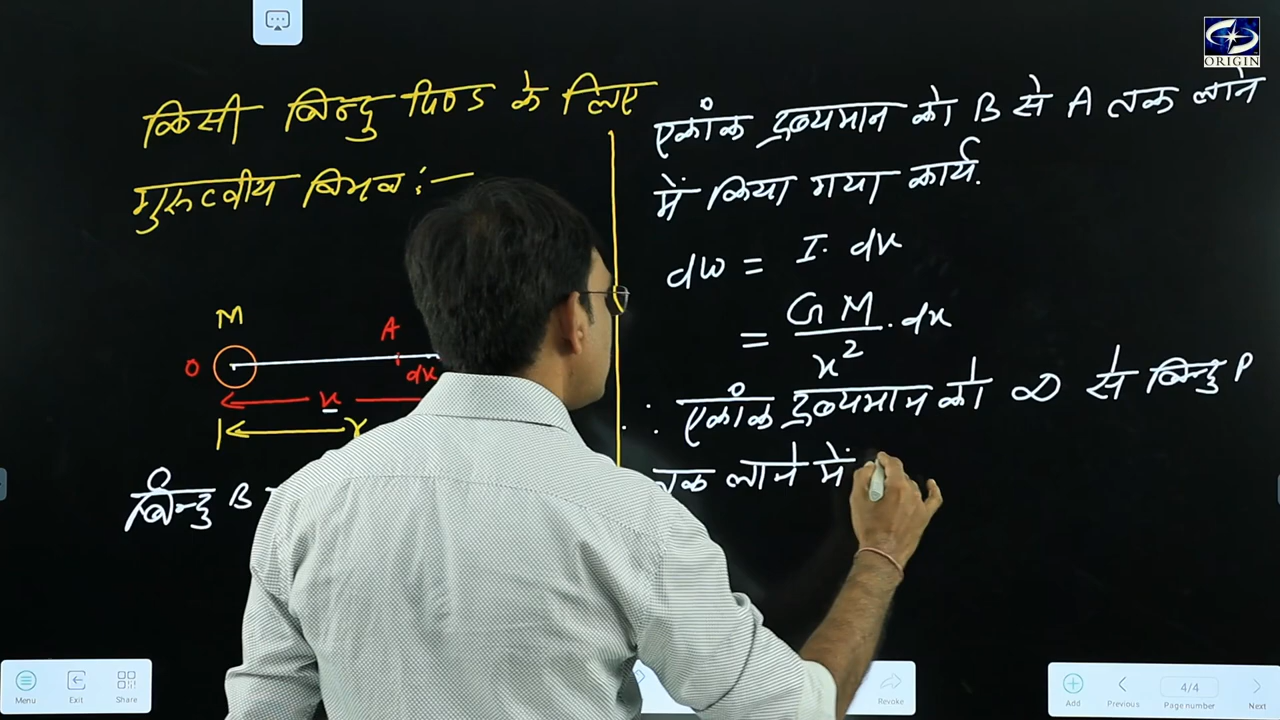 किसी बिन्दु पिण्ड के लिए
गुरुत्वीय विभव :-
M
A
O
dx
x
r
बिन्दु B
एकांक द्रव्यमान को B से A तक लाने
में किया गया कार्य.
dw = I. dx
= GM/x² . dx
∴ एकांक द्रव्यमान को ∞ से बिन्दु P
तक लाने में
ORIGIN
Menu
Exit
Share
Revoke
Add
Previous
4/4
Page number
Next